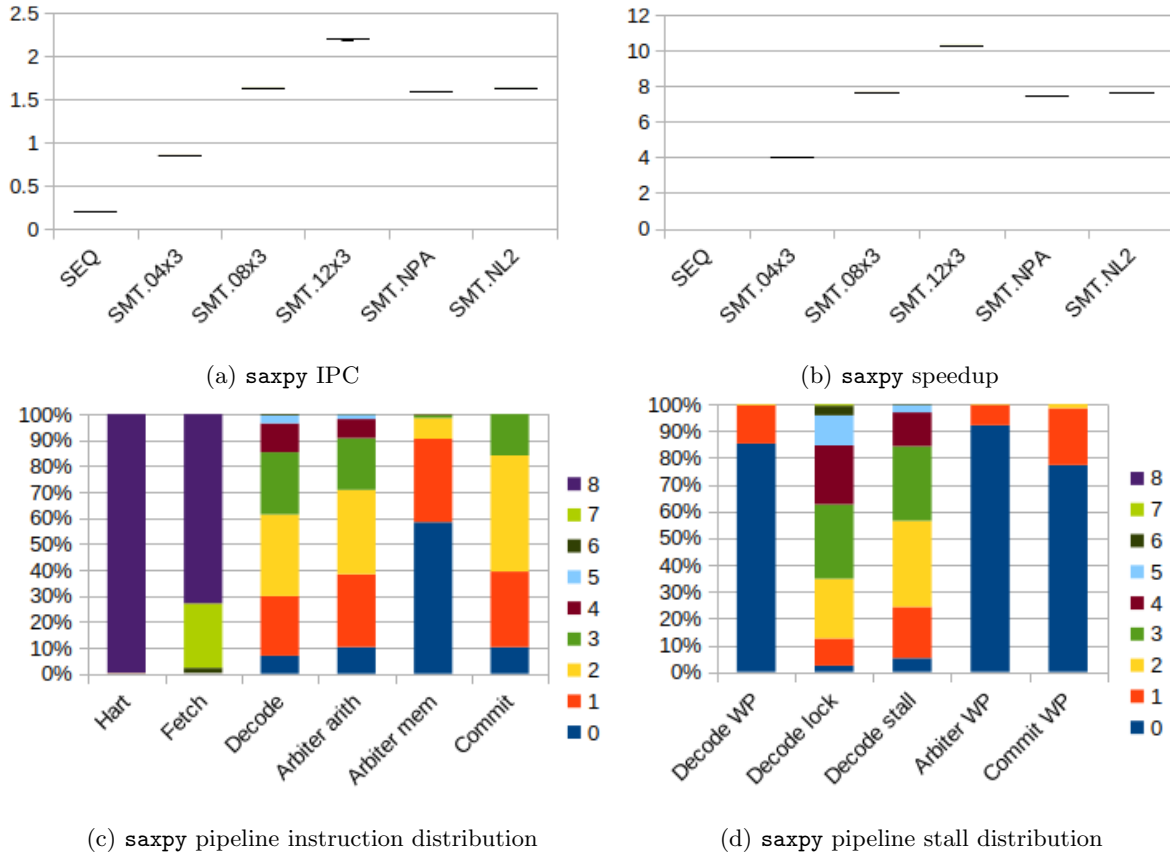 2.5
2
1.5
1
0.5
0
SEQ
SMT.04x3
SMT.08x3
SMT.12x3
SMT.NPA
SMT.NL2
(a) saxpy IPC
12
10
8
6
4
2
0
SEQ
SMT.04x3
SMT.08x3
SMT.12x3
SMT.NPA
SMT.NL2
(b) saxpy speedup
100%
90%
80%
70%
60%
50%
40%
30%
20%
10%
0%
Hart
Fetch
Decode
Arbiter arith
Arbiter mem
Commit
8
7
6
5
4
3
2
1
0
(c) saxpy pipeline instruction distribution
100%
90%
80%
70%
60%
50%
40%
30%
20%
10%
0%
Decode WP
Decode lock
Decode stall
Arbiter WP
Commit WP
8
7
6
5
4
3
2
1
0
(d) saxpy pipeline stall distribution